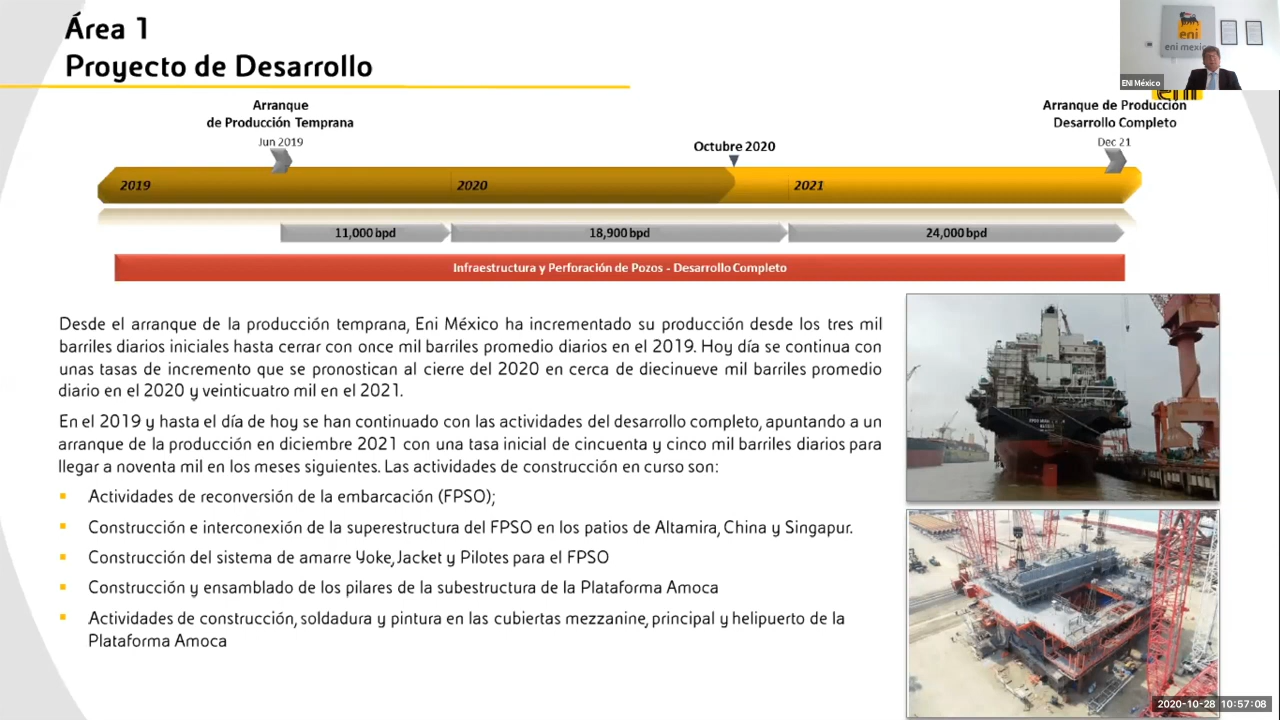 Área 1
Proyecto de Desarrollo
eni
eni mexico
ENI México
eni
Arranque
de Producción Temprana
Jun 2019
Octubre 2020
Arranque de Producción
Desarrollo Completo
Dec 21
2019
2020
2021
11,000 bpd
18,900 bpd
24,000 bpd
Infraestructura y Perforación de Pozos - Desarrollo Completo
Desde el arranque de la producción temprana, Eni México ha incrementado su producción desde los tres mil
barriles diarios iniciales hasta cerrar con once mil barriles promedio diarios en el 2019. Hoy día se continua con
unas tasas de incremento que se pronostican al cierre del 2020 en cerca de diecinueve mil barriles promedio
diario en el 2020 y veinticuatro mil en el 2021.
En el 2019 y hasta el día de hoy se han continuado con las actividades del desarrollo completo, apuntando a un
arranque de la producción en diciembre 2021 con una tasa inicial de cincuenta y cinco mil barriles diarios para
llegar a noventa mil en los meses siguientes. Las actividades de construcción en curso son:
Actividades de reconversión de la embarcación (FPSO);
Construcción e interconexión de la superestructura del FPSO en los patios de Altamira, China y Singapur.
Construcción del sistema de amarre Yoke, Jacket y Pilotes para el FPSO
Construcción y ensamblado de los pilares de la subestructura de la Plataforma Amoca
Actividades de construcción, soldadura y pintura en las cubiertas mezzanine, principal y helipuerto de la
Plataforma Amoca
2020-10-28 10:57:08